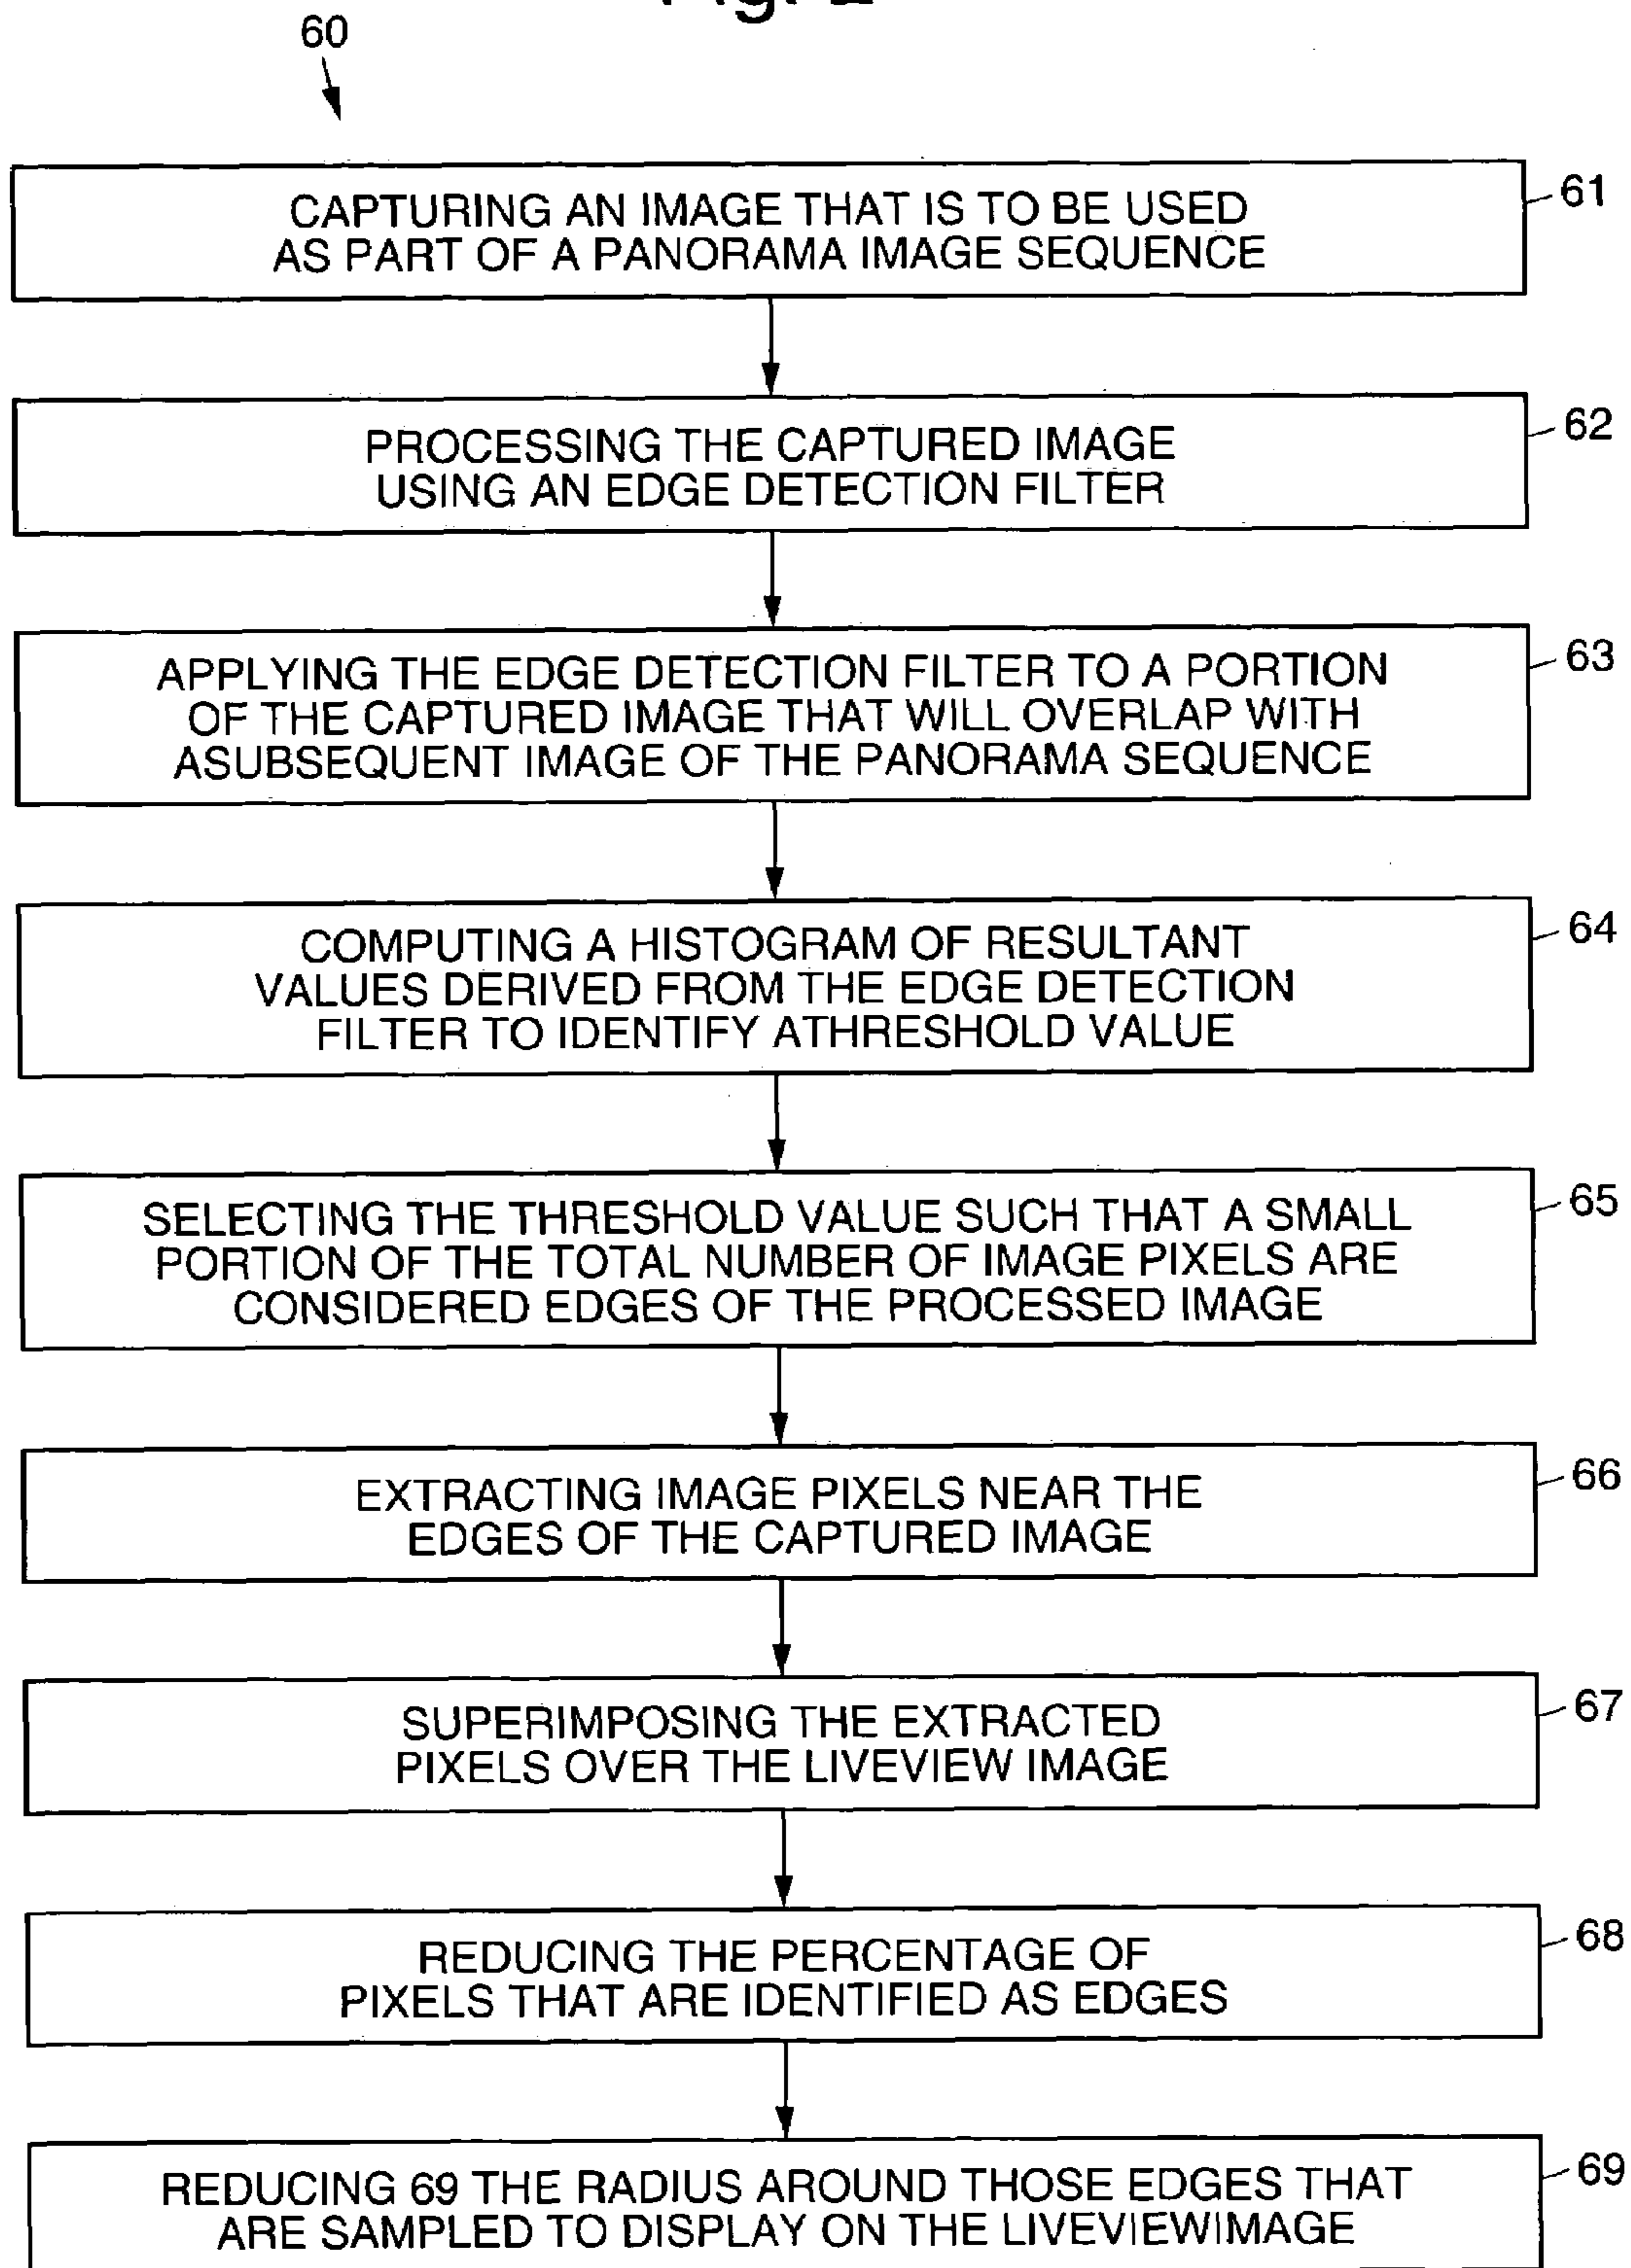 60
CAPTURING AN IMAGE THAT IS TO BE USED
AS PART OF A PANORAMA IMAGE SEQUENCE
61
PROCESSING THE CAPTURED IMAGE
USING AN EDGE DETECTION FILTER
62
APPLYING THE EDGE DETECTION FILTER TO A PORTION
OF THE CAPTURED IMAGE THAT WILL OVERLAP WITH
ASUBSEQUENT IMAGE OF THE PANORAMA SEQUENCE
63
COMPUTING A HISTOGRAM OF RESULTANT
VALUES DERIVED FROM THE EDGE DETECTION
FILTER TO IDENTIFY ATHRESHOLD VALUE
64
SELECTING THE THRESHOLD VALUE SUCH THAT A SMALL
PORTION OF THE TOTAL NUMBER OF IMAGE PIXELS ARE
CONSIDERED EDGES OF THE PROCESSED IMAGE
65
EXTRACTING IMAGE PIXELS NEAR THE
EDGES OF THE CAPTURED IMAGE
66
SUPERIMPOSING THE EXTRACTED
PIXELS OVER THE LIVEVIEW IMAGE
67
REDUCING THE PERCENTAGE OF
PIXELS THAT ARE IDENTIFIED AS EDGES
68
REDUCING 69 THE RADIUS AROUND THOSE EDGES THAT
ARE SAMPLED TO DISPLAY ON THE LIVEVIEWIMAGE
69